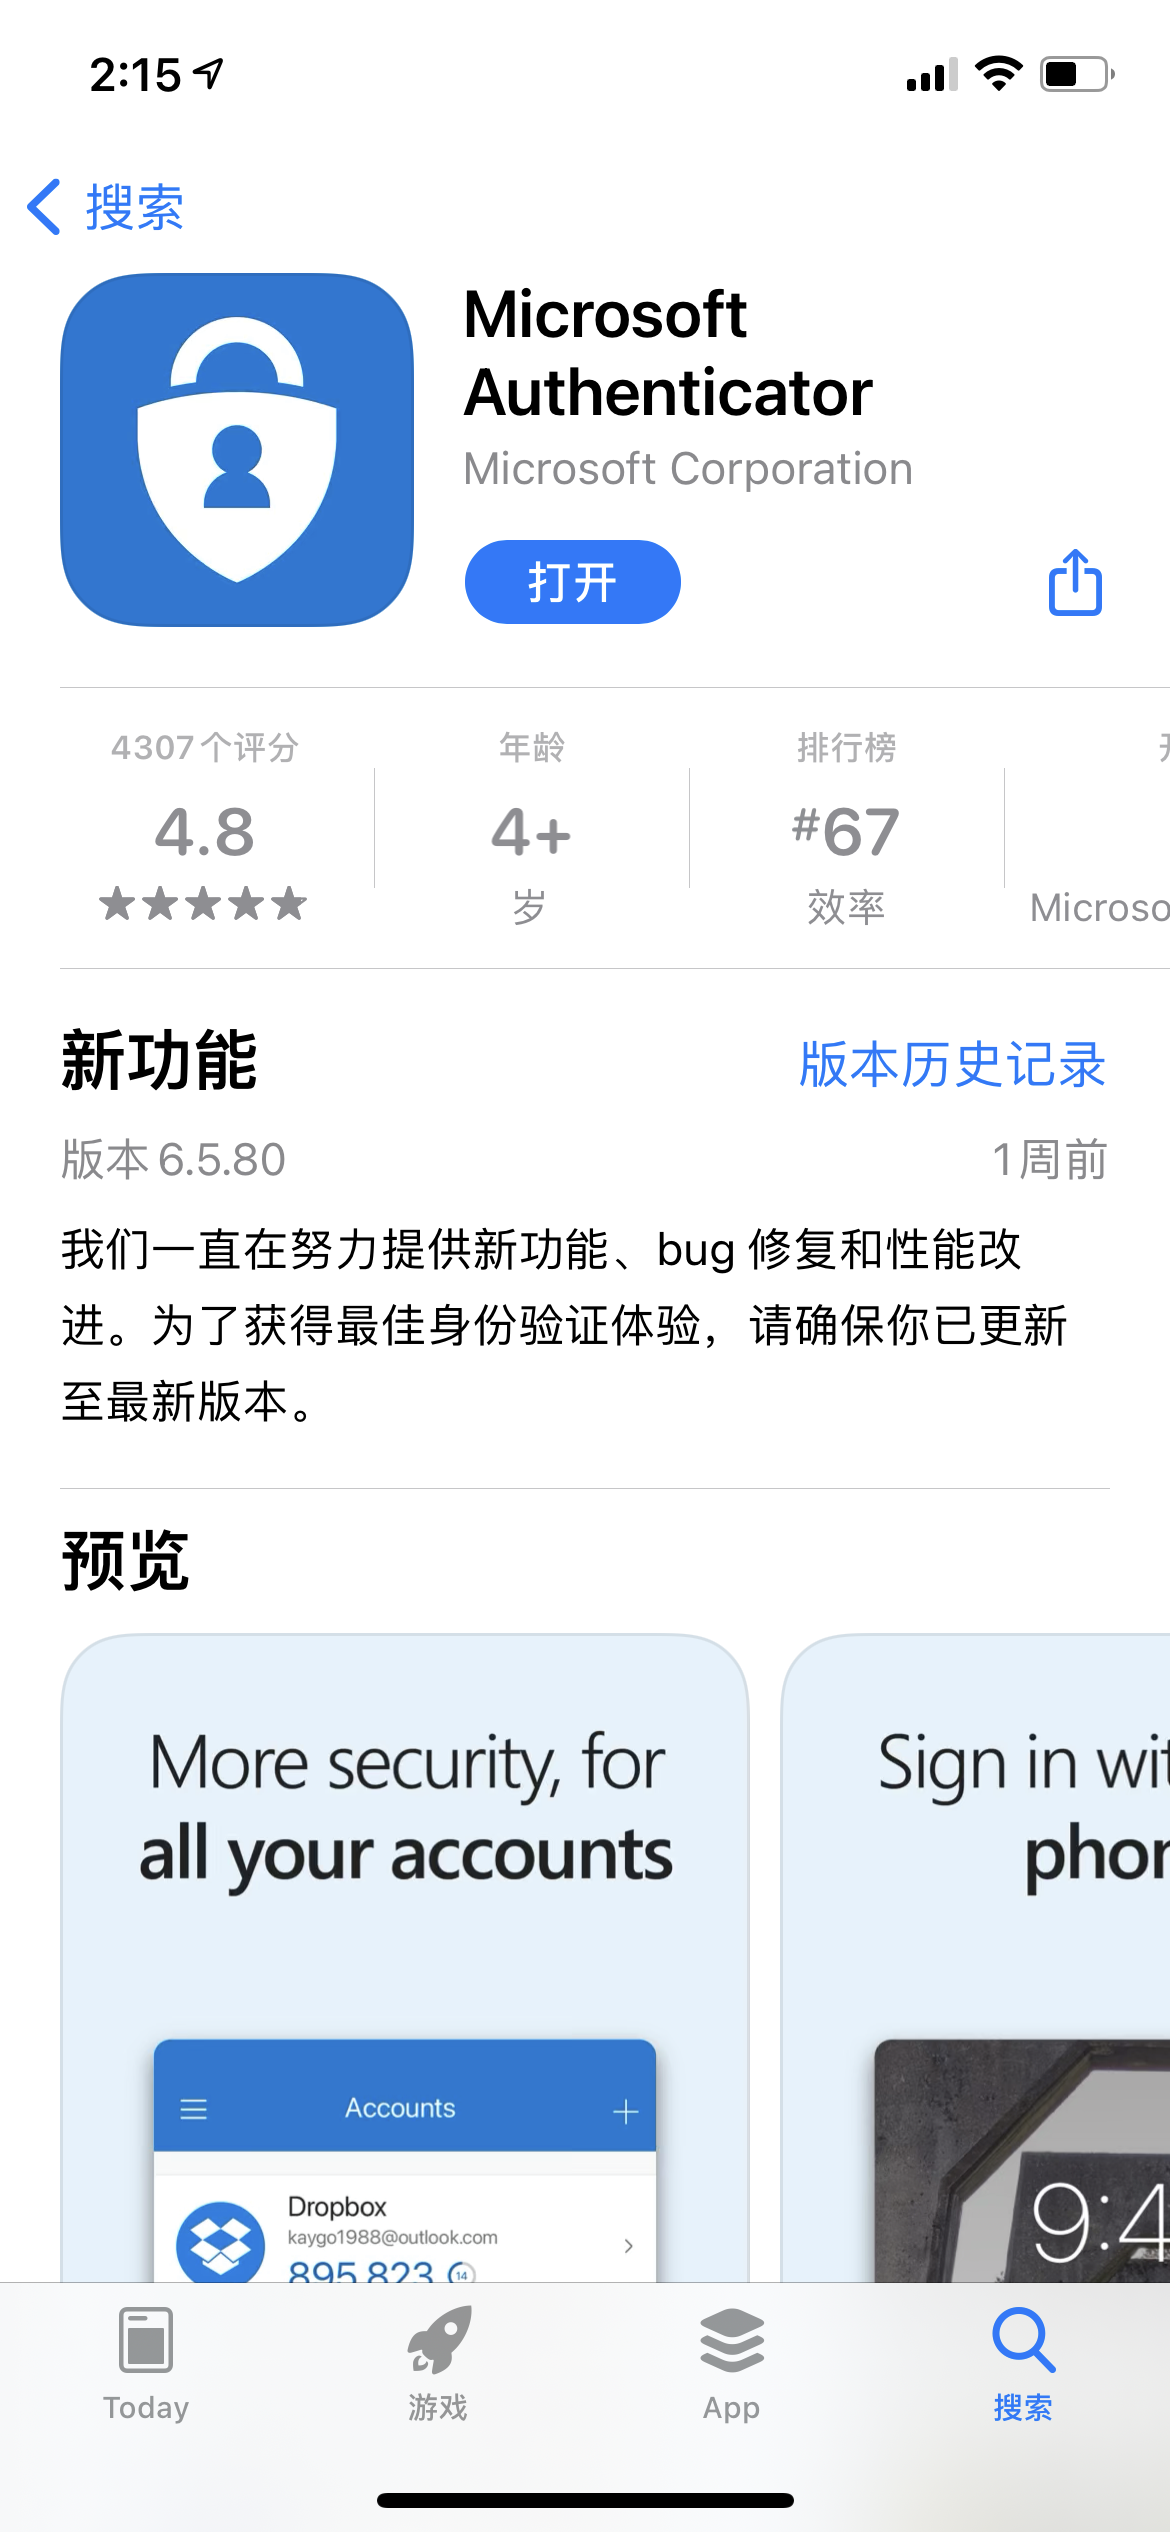 2:15
搜索
Microsoft
Authenticator
Microsoft Corporation
打开
4307个评分
年龄
排行榜
4.8
4+
#67
岁
效率
Microso
新功能
版本历史记录
版本 6.5.80
1周前
我们一直在努力提供新功能、bug 修复和性能改
进。为了获得最佳身份验证体验，请确保你已更新
至最新版本。
预览
More security, for
all your accounts
Sign in wit
phon
Accounts
Dropbox
kaygo1988@outlook.com
895 823
14
9:4
Today
游戏
App
搜索